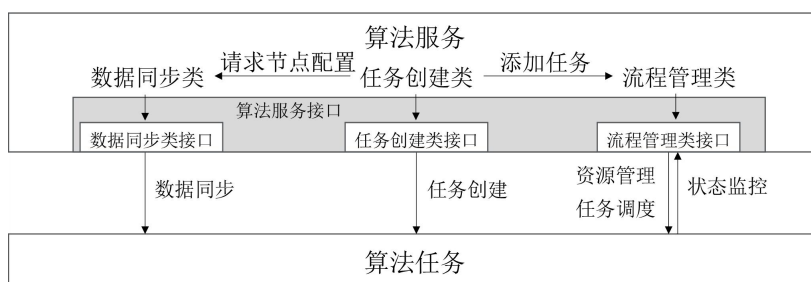 算法服务
请求节点配置
添加任务
数据同步类
任务创建类
流程管理类
算法服务接口
数据同步类接口
任务创建类接口
流程管理类接口
数据同步
任务创建
资源管理
任务调度
状态监控
算法任务